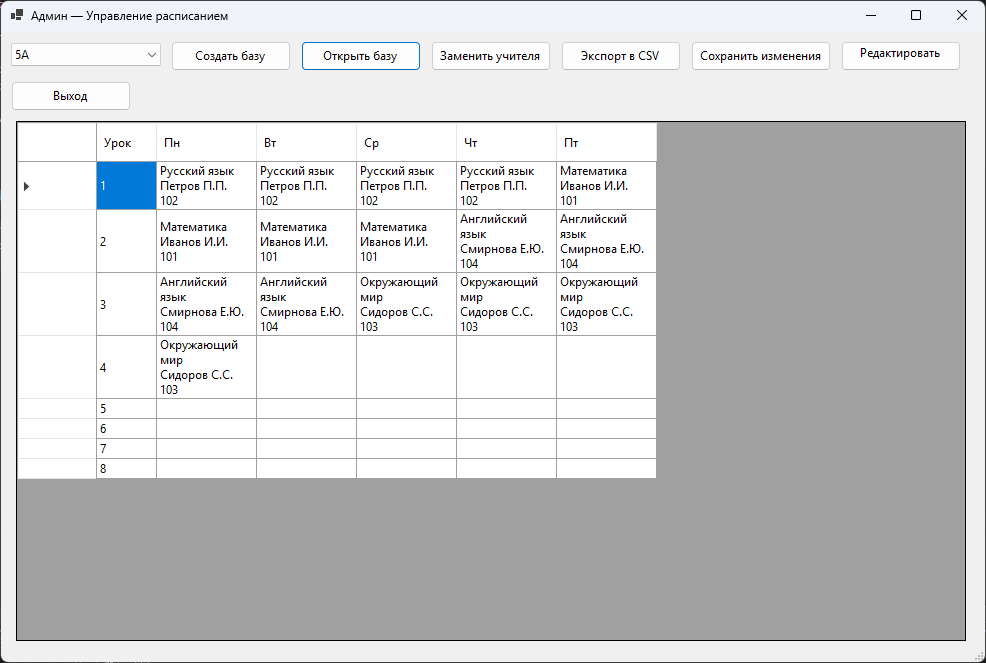 Админ — Управление расписанием
5А Создать базу Открыть базу Заменить учителя Экспорт в CSV Сохранить изменения Редактировать
Выход
Урок Пн Вт Ср Чт Пт
1
Русский язык
Петров П.П.
102
Русский язык
Петров П.П.
102
Русский язык
Петров П.П.
102
Русский язык
Петров П.П.
102
Математика
Иванов И.И.
101
2
Математика
Иванов И.И.
101
Математика
Иванов И.И.
101
Математика
Иванов И.И.
101
Английский
язык
Смирнова Е.Ю.
104
Английский
язык
Смирнова Е.Ю.
104
3
Английский
язык
Смирнова Е.Ю.
104
Английский
язык
Смирнова Е.Ю.
104
Окружающий
мир
Сидоров С.С.
103
Окружающий
мир
Сидоров С.С.
103
Окружающий
мир
Сидоров С.С.
103
4
Окружающий
мир
Сидоров С.С.
103
5
6
7
8